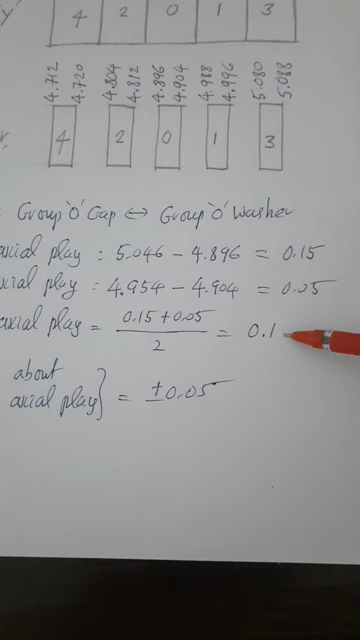 y 4 2 0 1 3
4.712 4.720 4.804 4.812 4.896 4.904 4.988 4.996 5.080 5.088
r, 4 2 0 1 3
: Group 'O' Gap ↔ Group 'O' Washer
axial play : 5.046 - 4.896 = 0.15
axial play : 4.954 - 4.904 = 0.05
axial play = 0.15 + 0.05 / 2 = 0.1
about
axial play} = ±0.05